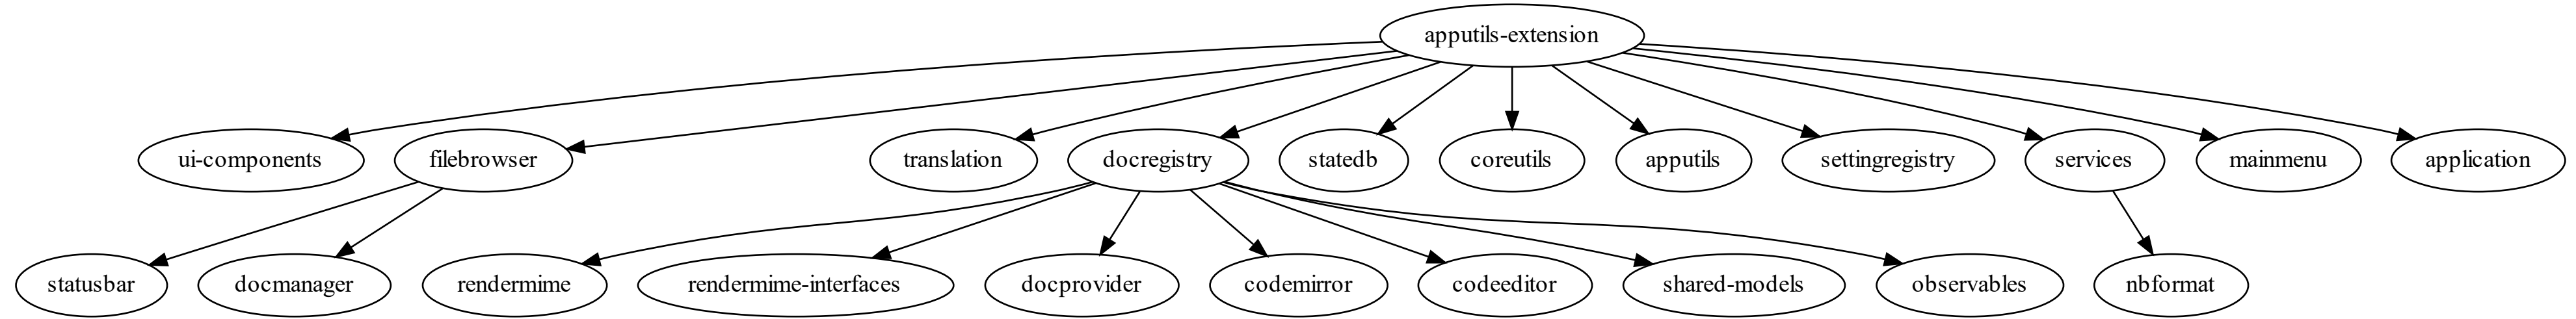 apputils-extension
ui-components
filebrowser
translation
docregistry
statedb
coreutils
apputils
settingregistry
services
mainmenu
application
statusbar
docmanager
rendermime
rendermime-interfaces
docprovider
codemirror
codeeditor
shared-models
observables
nbformat